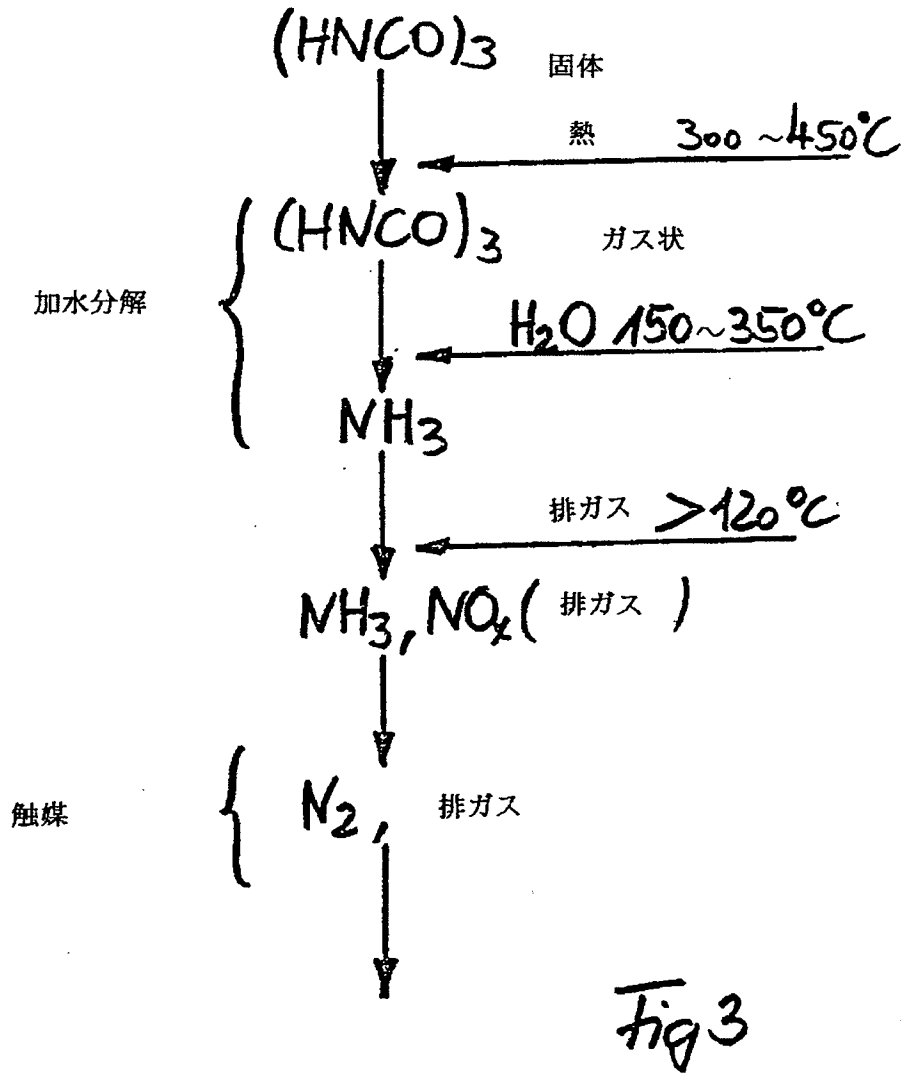 (HNCO)3 固体
熱 300 ~450°C
(HNCO)3 ガス状
加水分解
H2O 150~350°C
NH3
排ガス >120°C
NH3, NOx( 排ガス )
触媒 N2, 排ガス
Fig 3